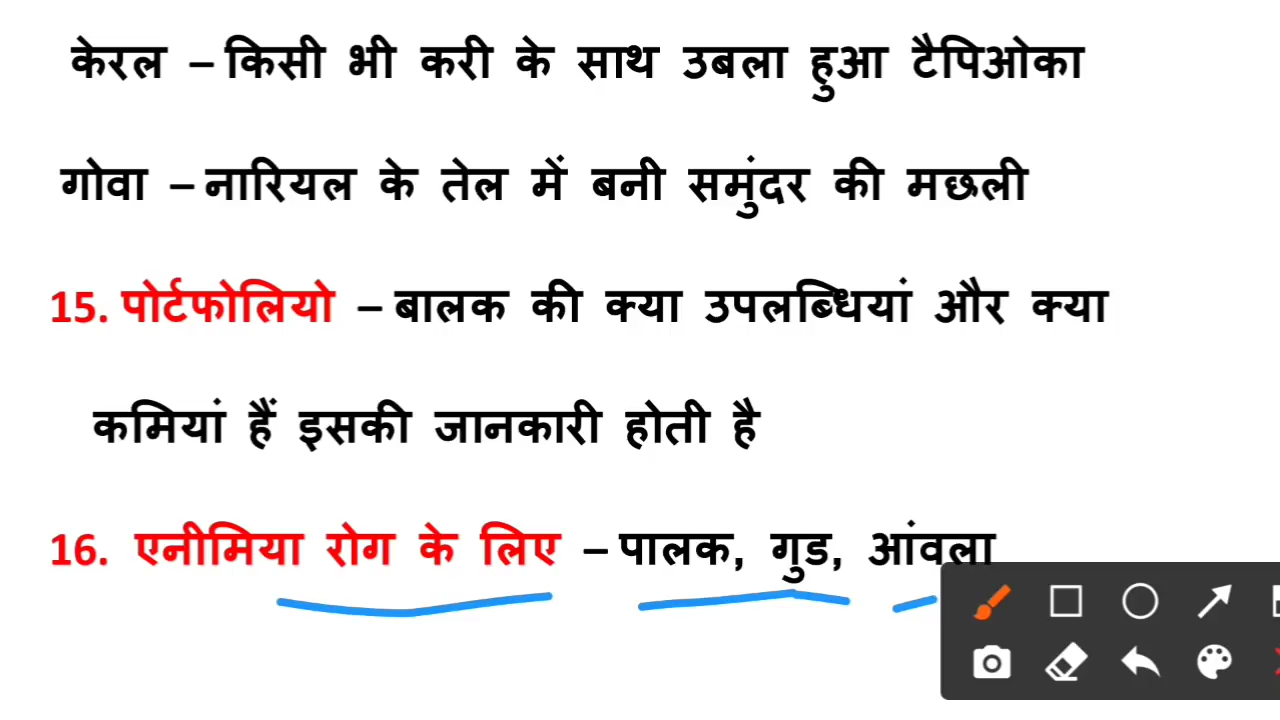 केरल – किसी भी करी के साथ उबला हुआ टैपिओका
गोवा – नारियल के तेल में बनी समुंदर की मछली
15. पोर्टफोलियो – बालक की क्या उपलब्धियां और क्या
कमियां हैं इसकी जानकारी होती है
16. एनीमिया रोग के लिए – पालक, गुड, आंवला